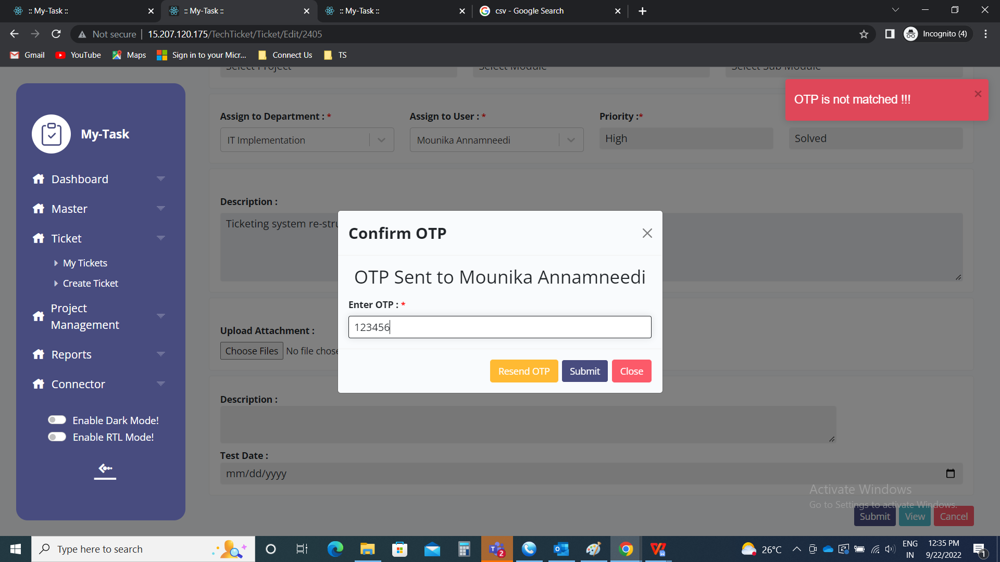 :: My-Task ::
:: My-Task ::
:: My-Task ::
csv - Google Search
Not secure
15.207.120.175/TechTicket/Ticket/Edit/2405
Incognito (4)
Gmail
YouTube
Maps
Sign in to your Micr...
Connect Us
TS
Select Project
Select Module
Select Sub Module
OTP is not matched !!!
My-Task
Dashboard
Master
Ticket
My Tickets
Create Ticket
Project
Management
Reports
Connector
Enable Dark Mode!
Enable RTL Mode!
Assign to Department : *
Assign to User : *
Priority :*
IT Implementation
Mounika Annamneedi
High
Solved
Description :
Ticketing system re-stru
Confirm OTP
OTP Sent to Mounika Annamneedi
Enter OTP : *
123456
Resend OTP
Submit
Close
Upload Attachment :
Choose Files
No file chose
Description :
Test Date :
mm/dd/yyyy
Activate Windows
Go to Settings to activate Windows.
Submit
View
Cancel
Type here to search
2
26°C
ENG
IN
12:35 PM
9/22/2022
1